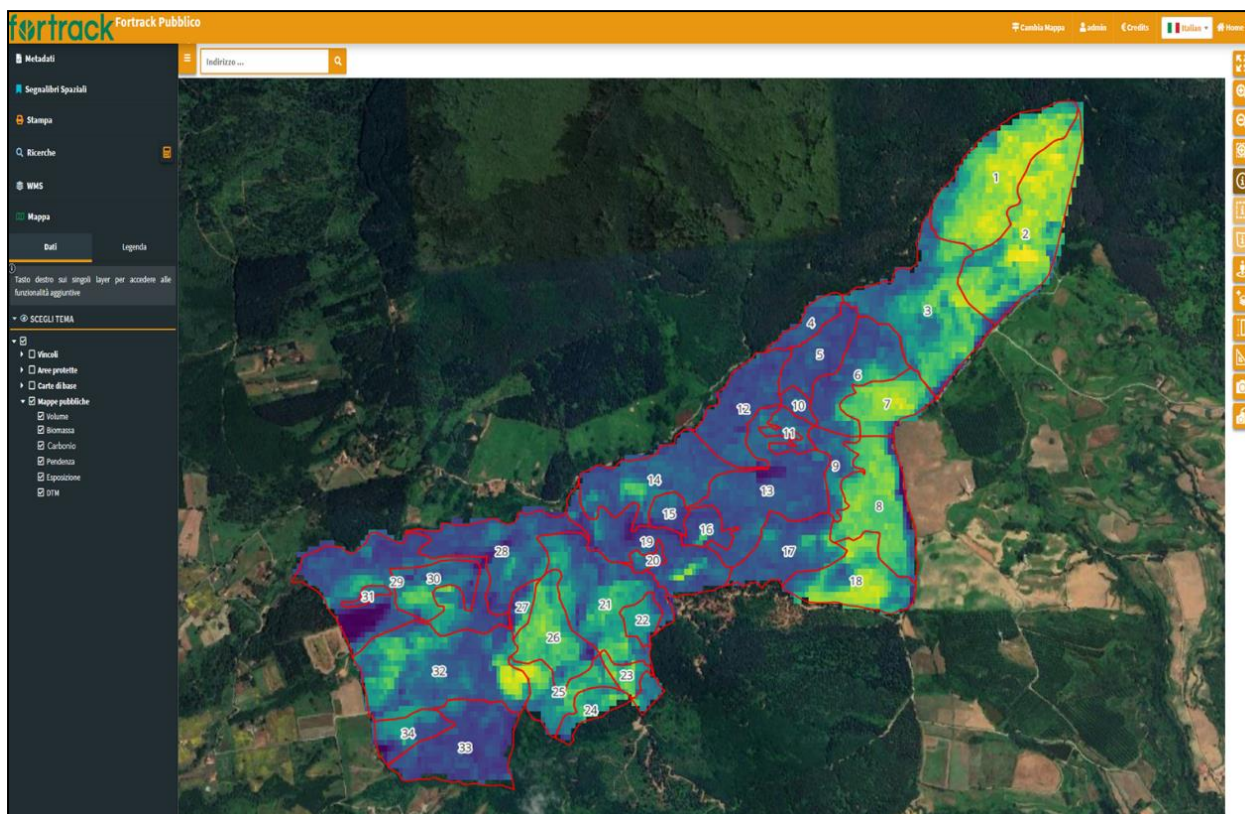 fortrack Fortrack Pubblico
Cambia Mappa admin Credits Italian Home
Metadati
Segnalibri Spaziali
Stampa
Ricerche
WMS
Mappa
Dati Legenda
Tasto destro sui singoli layer per accedere alle
funzionalità aggiuntive
SCEGLI TEMA
Vincoli
Aree protette
Carte di base
Mappe pubbliche
Volume
Biomassa
Carbonio
Pendenza
Esposizione
DTM
Indirizzo ...
1
2
3
4
5
6
7
12
10
11
9
14
13
8
15
16
19
17
28
20
18
29
30
31
27
21
22
26
32
23
25
24
34
33